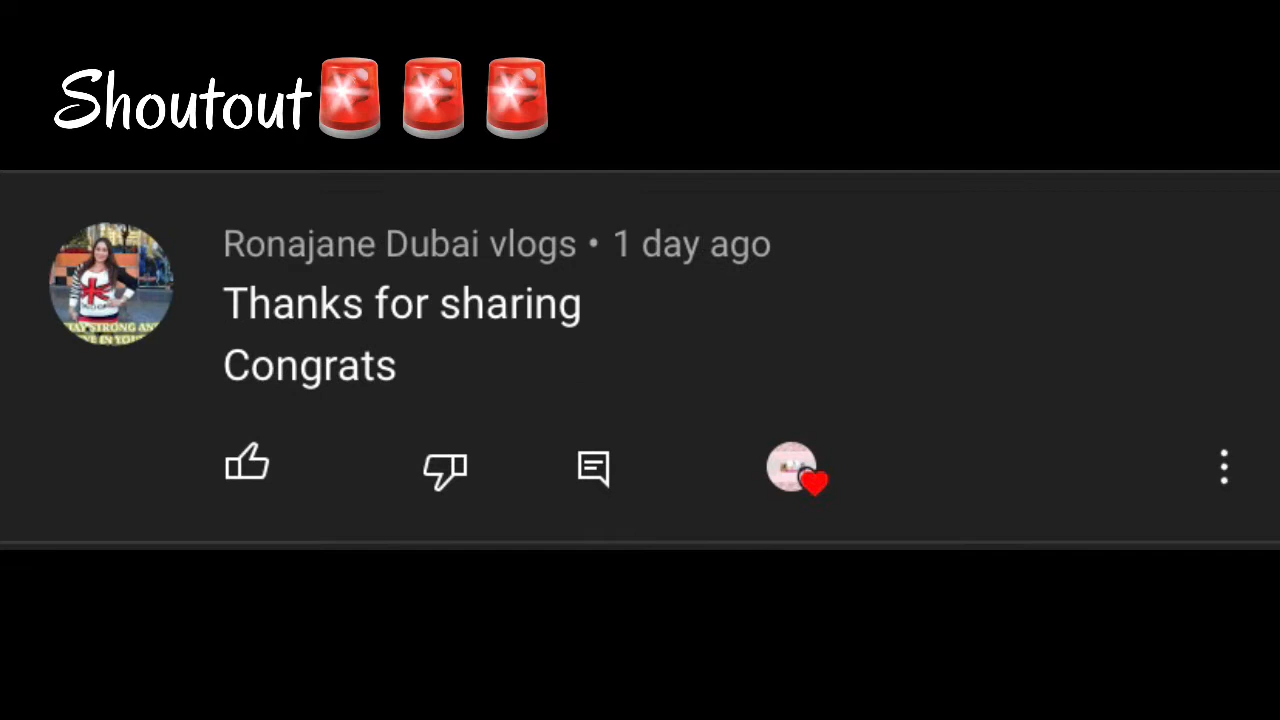 Shoutout🚨🚨🚨
Ronajane Dubai vlogs • 1 day ago
Thanks for sharing
Congrats